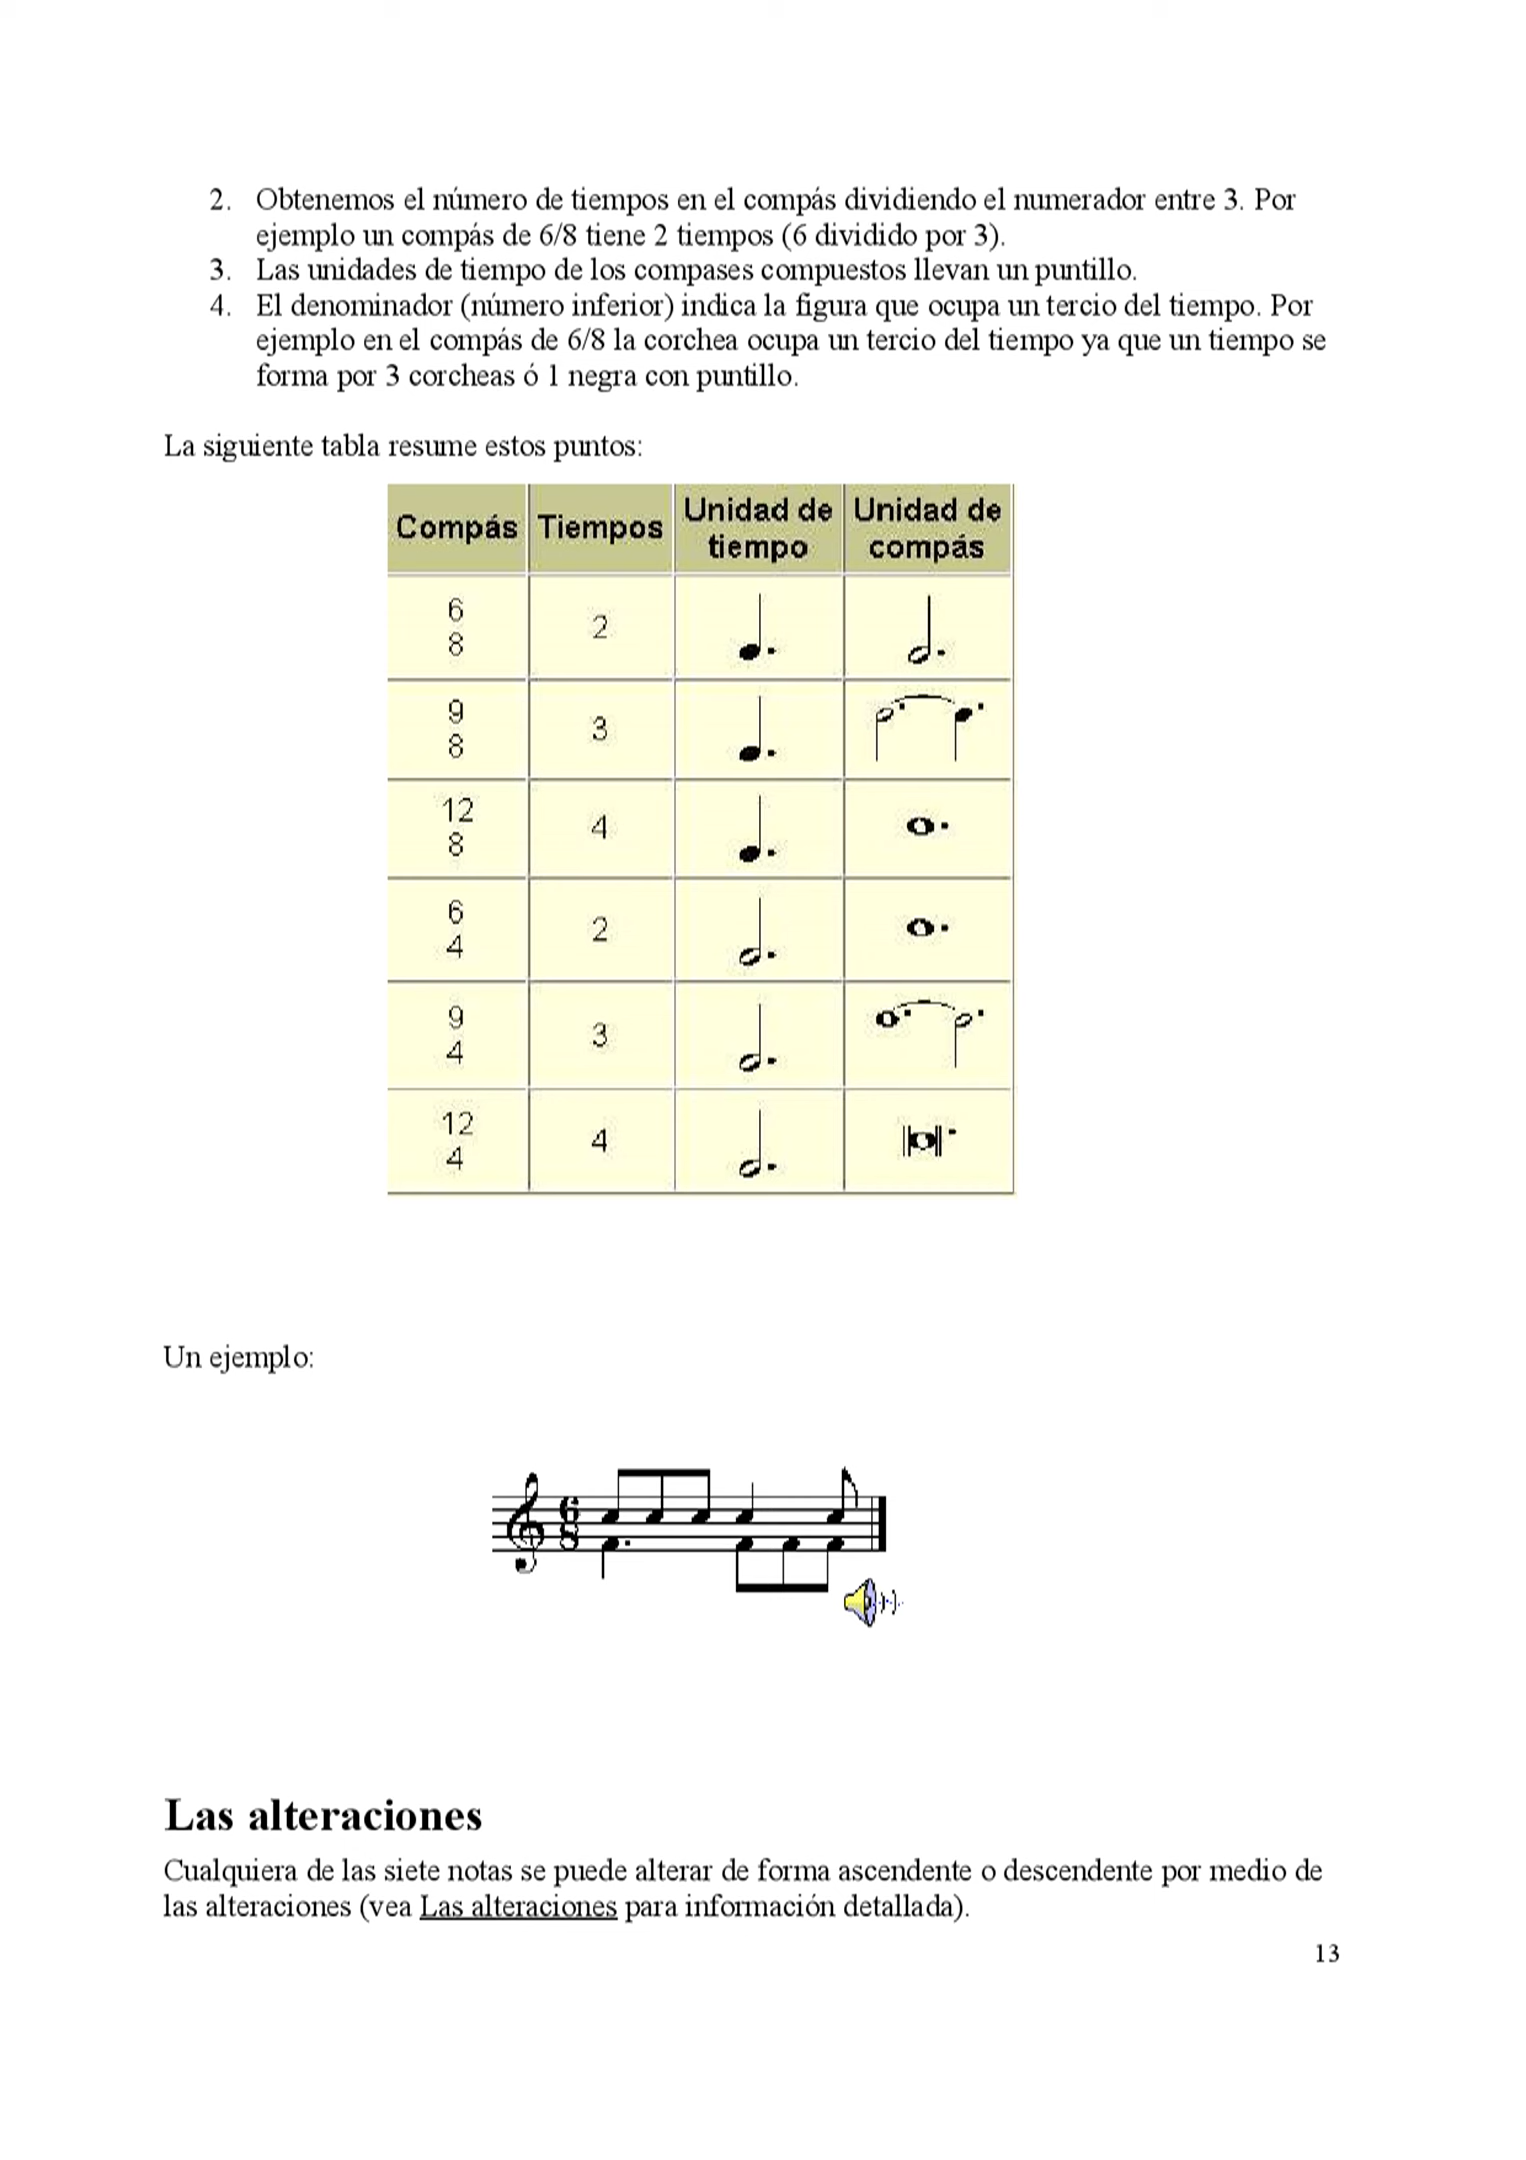 2. Obtenemos el número de tiempos en el compás dividiendo el numerador entre 3. Por
ejemplo un compás de 6/8 tiene 2 tiempos (6 dividido por 3).
3. Las unidades de tiempo de los compases compuestos llevan un puntillo.
4. El denominador (número inferior) indica la figura que ocupa un tercio del tiempo. Por
ejemplo en el compás de 6/8 la corchea ocupa un tercio del tiempo ya que un tiempo se
forma por 3 corcheas ó 1 negra con puntillo.
La siguiente tabla resume estos puntos:
Compás Tiempos Unidad de tiempo Unidad de compás
6
8 2
9
8 3
12
8 4
6
4 2
9
4 3
12
4 4
Un ejemplo:
6
8
Las alteraciones
Cualquiera de las siete notas se puede alterar de forma ascendente o descendente por medio de
las alteraciones (vea Las alteraciones para información detallada).
13